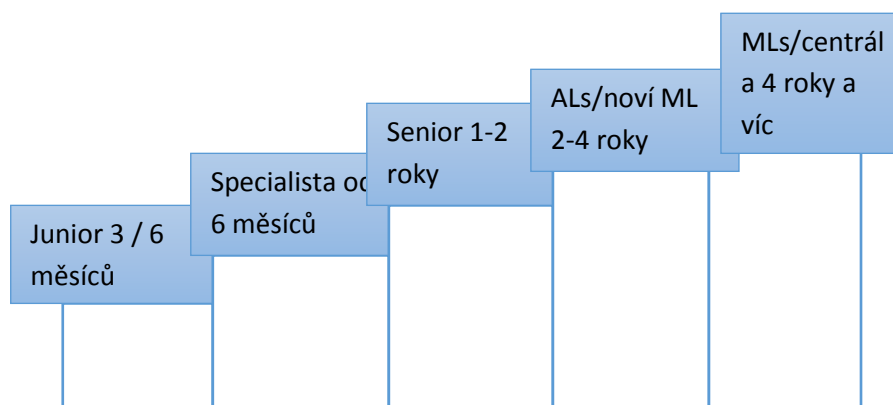 Junior 3 / 6
měsíců
Specialista od
6 měsíců
Senior 1-2
roky
ALs/noví ML
2-4 roky
MLs/centrál
a 4 roky a
víc